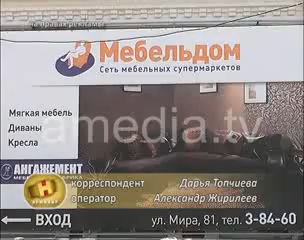 Мебельдом
Сеть мебельных супермаркетов
Мягкая мебель
Диваны
Кресла
amedia.tv
АНГАЖЕМЕНТ
Н
корреспондент Дарья Топчиева
оператор Александр Жирилеев
ВХОД
ул. Мира, 81, тел. 3-84-60